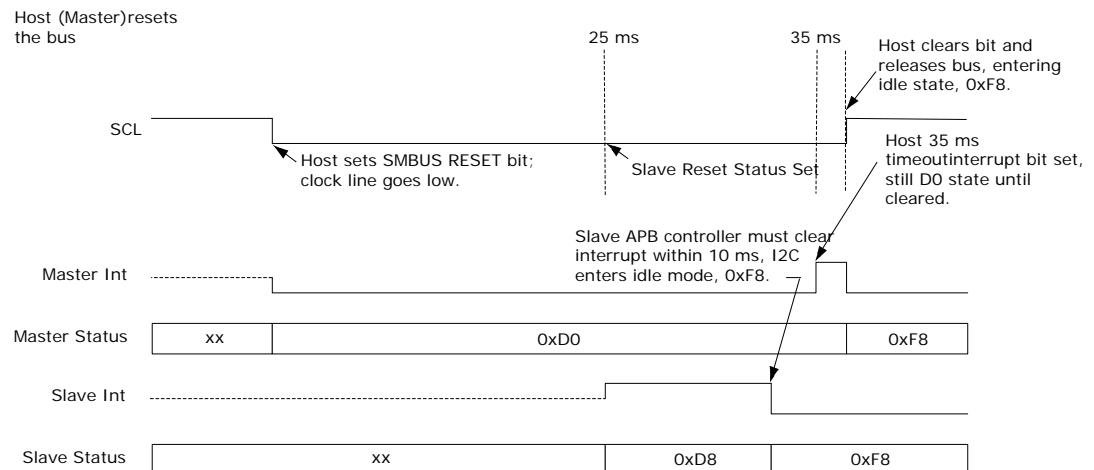 Host (Master)resets
the bus
25 ms
35 ms
Host clears bit and
releases bus, entering
idle state, 0xF8.
SCL
Host sets SMBUS RESET bit;
clock line goes low.
Slave Reset Status Set
Host 35 ms
timeoutinterrupt bit set,
still D0 state until
cleared.
Slave APB controller must clear
interrupt within 10 ms, I2C
enters idle mode, 0xF8.
Master Int
Master Status
xx
0xD0
0xF8
Slave Int
Slave Status
xx
0xD8
0xF8